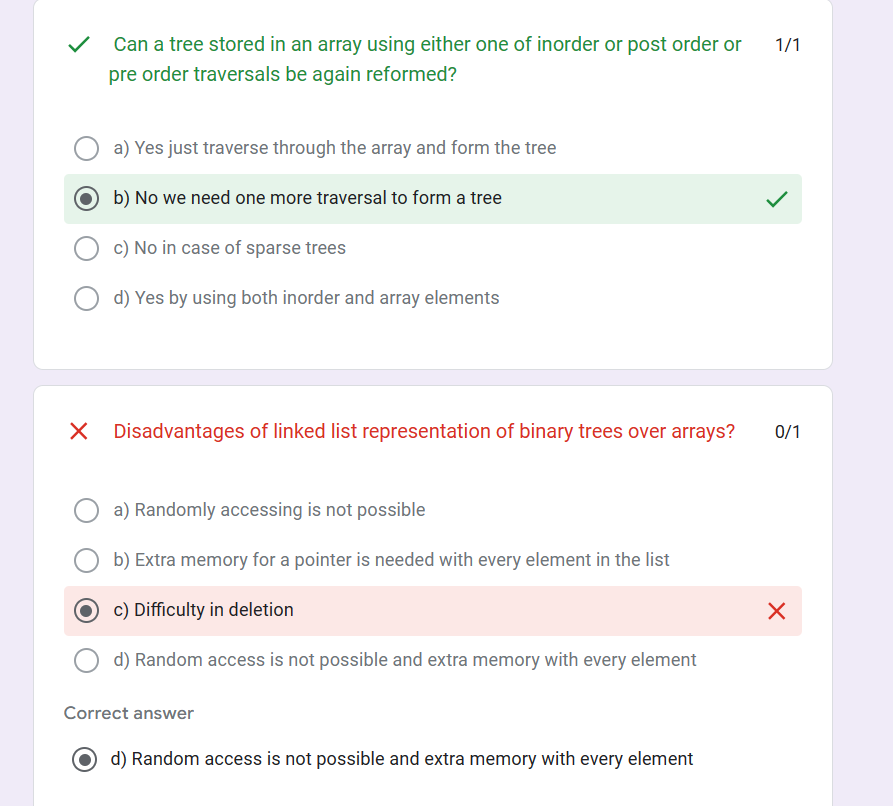 Can a tree stored in an array using either one of inorder or post order or 1/1
pre order traversals be again reformed?
a) Yes just traverse through the array and form the tree
b) No we need one more traversal to form a tree
c) No in case of sparse trees
d) Yes by using both inorder and array elements
Disadvantages of linked list representation of binary trees over arrays? 0/1
a) Randomly accessing is not possible
b) Extra memory for a pointer is needed with every element in the list
c) Difficulty in deletion
d) Random access is not possible and extra memory with every element
Correct answer
d) Random access is not possible and extra memory with every element